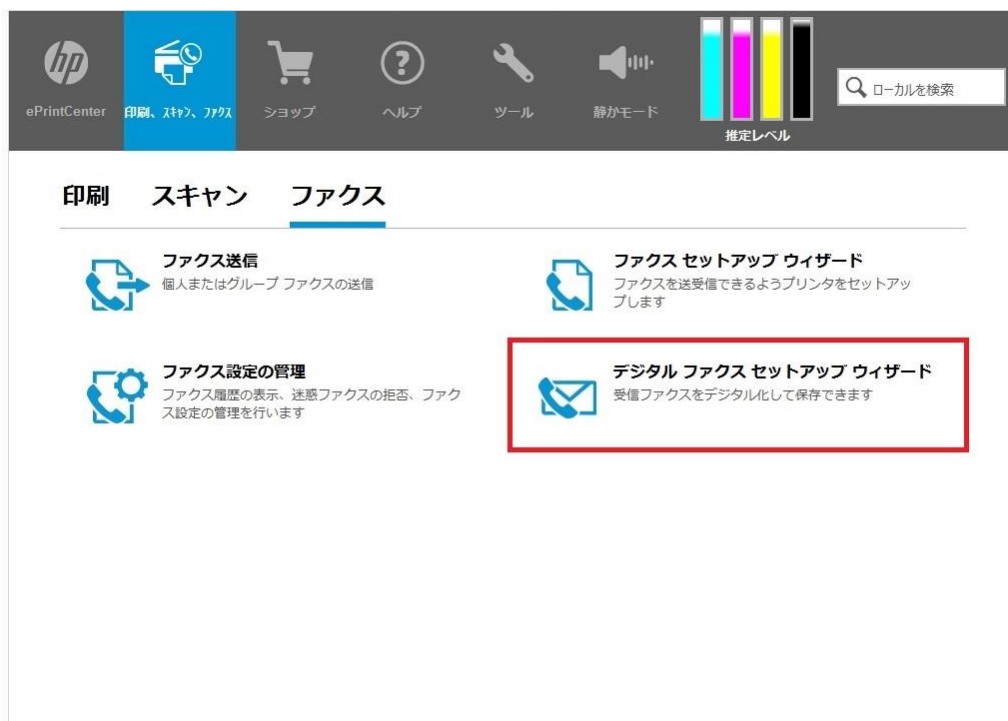 hp
ePrintCenter
印刷、スキャン、ファクス
ショップ
ヘルプ
ツール
静かモード
推定レベル
ローカルを検索
印刷 スキャン ファクス
ファクス送信
個人またはグループ ファクスの送信
ファクス セットアップ ウィザード
ファクスを送受信できるようプリンタをセットアッ
プします
ファクス設定の管理
ファクス履歴の表示、迷惑ファクスの拒否、ファク
ス設定の管理を行います
デジタル ファクス セットアップ ウィザード
受信ファクスをデジタル化して保存できます